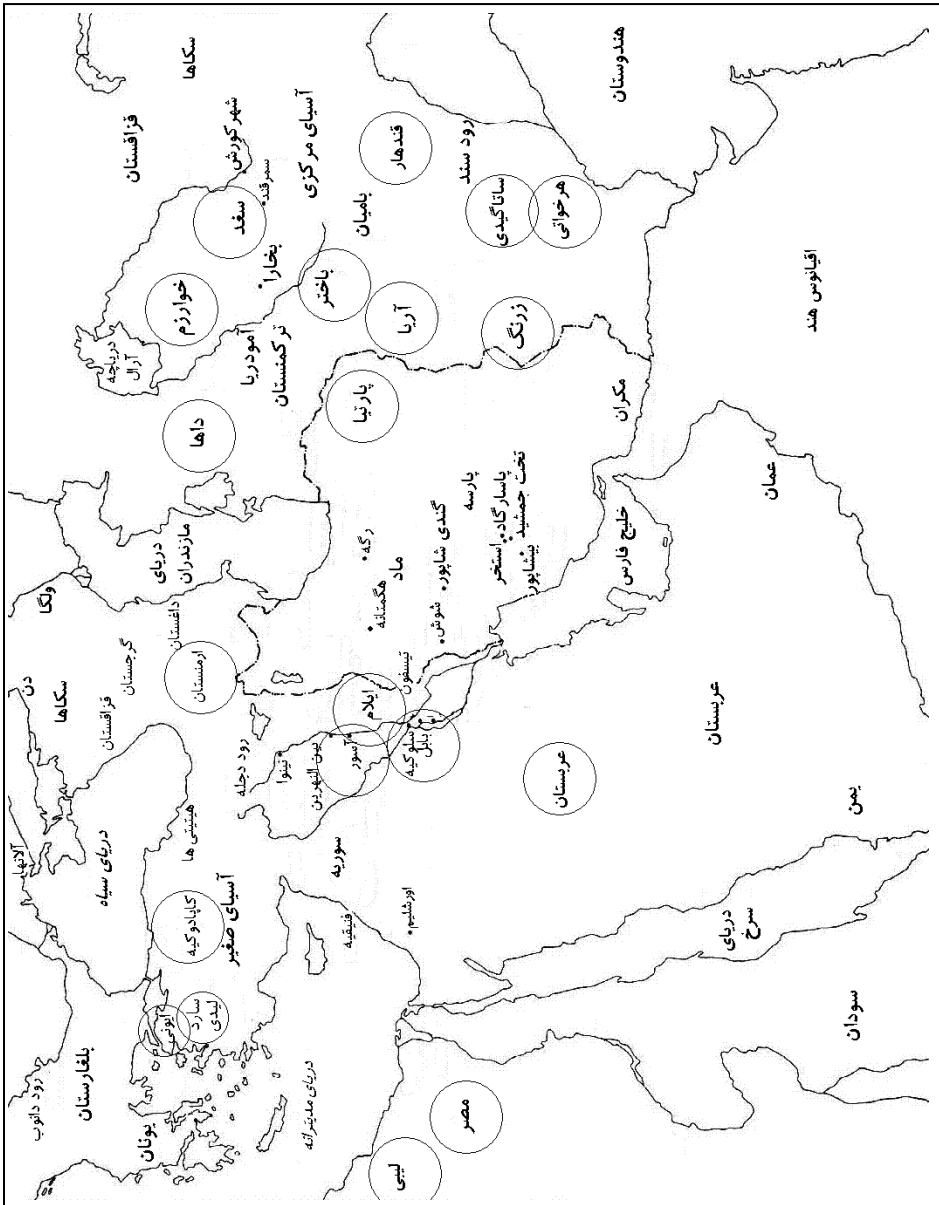 بلغارستان
رود دانوب
یونان
دریای مدیترانه
لیبی
مصر
سودان
ایونی
سارد
لیدی
کاپادوکیه
آسیای صغیر
هیتیتی ها
دریای سیاه
آلانها
فنیقیه
اورشلیم
سوریه
دریای
سرخ
یمن
عربستان
عربستان
دن
سکاها
ولگا
قزاقستان
گرجستان
داغستان
ارمنستان
رود دجله
نینوا
بین النهرین
آسور
ایلام
سلوکیه
بابل
تیسفون
دریای
مازندران
هگمتانه
رگه
ماد
شوش
گندی شاپور
پارسه
استخر
پاسارگاد
تخت جمشید
بیشاپور
خلیج فارس
عمان
مکران
داها
دریاچه
آرال
خوارزم
آمودریا
ترکمنستان
پارتیا
آریا
باختر
زرنگ
بخارا
سغد
سمرقند
شهر کورش
قزاقستان
سکاها
آسیای مرکزی
بامیان
قندهار
رود سند
ساتاگیدی
هرخواتی
هندوستان
اقیانوس هند